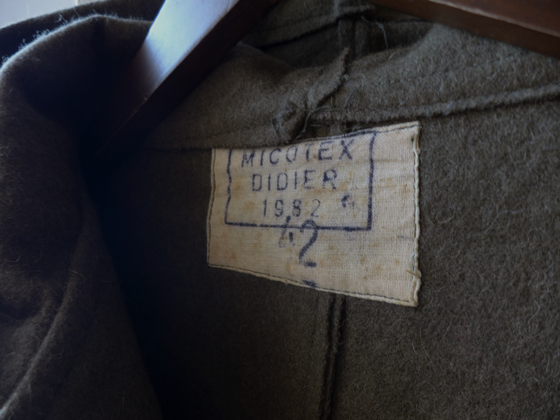 MICOTEX
DIDIER
1982
42